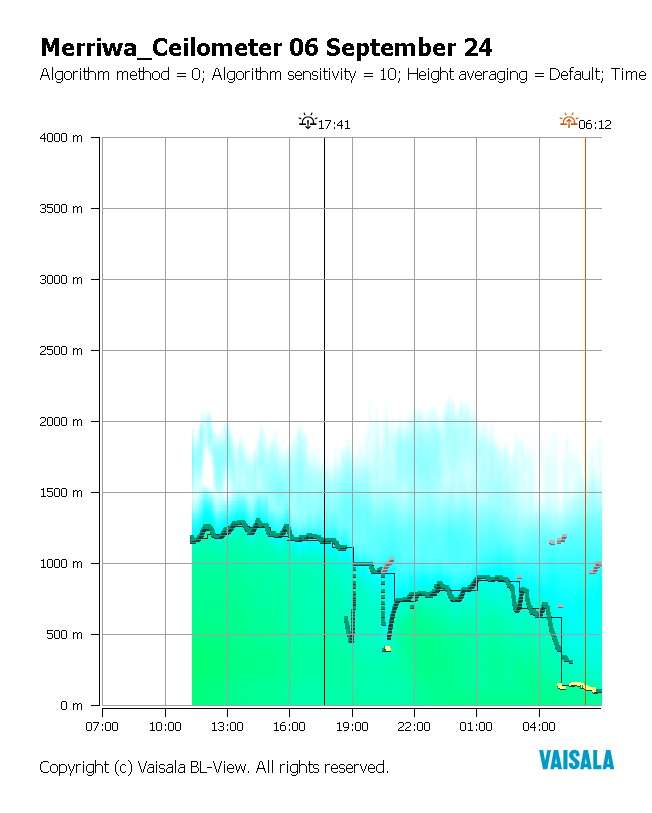 Merriwa_Ceilometer 06 September 24
Algorithm method = 0; Algorithm sensitivity = 10; Height averaging = Default; Time
17:41
06:12
4000 m
3500 m
3000 m
2500 m
2000 m
1500 m
1000 m
500 m
0 m
07:00 10:00 13:00 16:00 19:00 22:00 01:00 04:00
VAISALA
Copyright (c) Vaisala BL-View. All rights reserved.